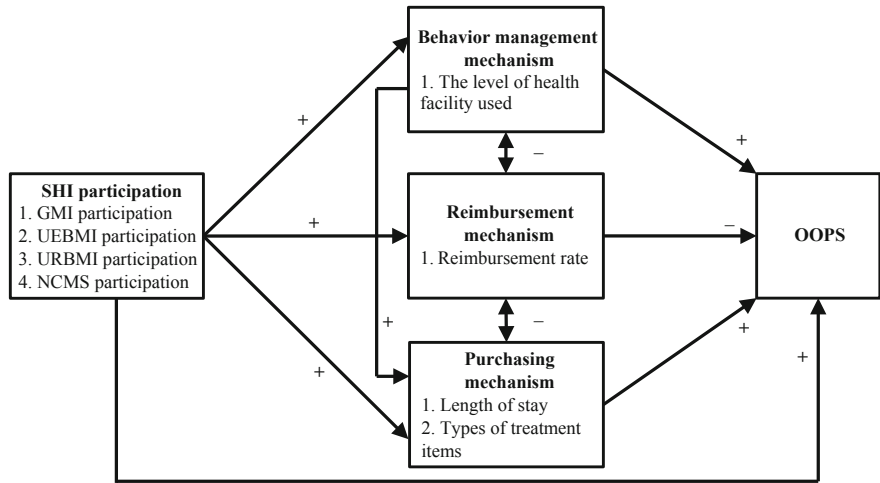 Behavior management
mechanism
1. The level of health
facility used
+
+
–
SHI participation
1. GMI participation
2. UEBMI participation
3. URBMI participation
4. NCMS participation
+
Reimbursement
mechanism
1. Reimbursement rate
–
OOPS
+
–
+
+
+
Purchasing
mechanism
1. Length of stay
2. Types of treatment
items
+